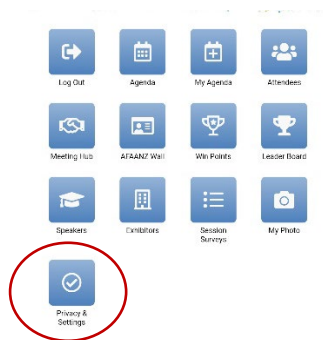 Log Out
Agenda
My Agenda
Attendees
Meeting Hub
AFAANZ Wall
Win Points
Leader Board
Speakers
Exhibitors
Session
Surveys
My Photo
Privacy &
Settings